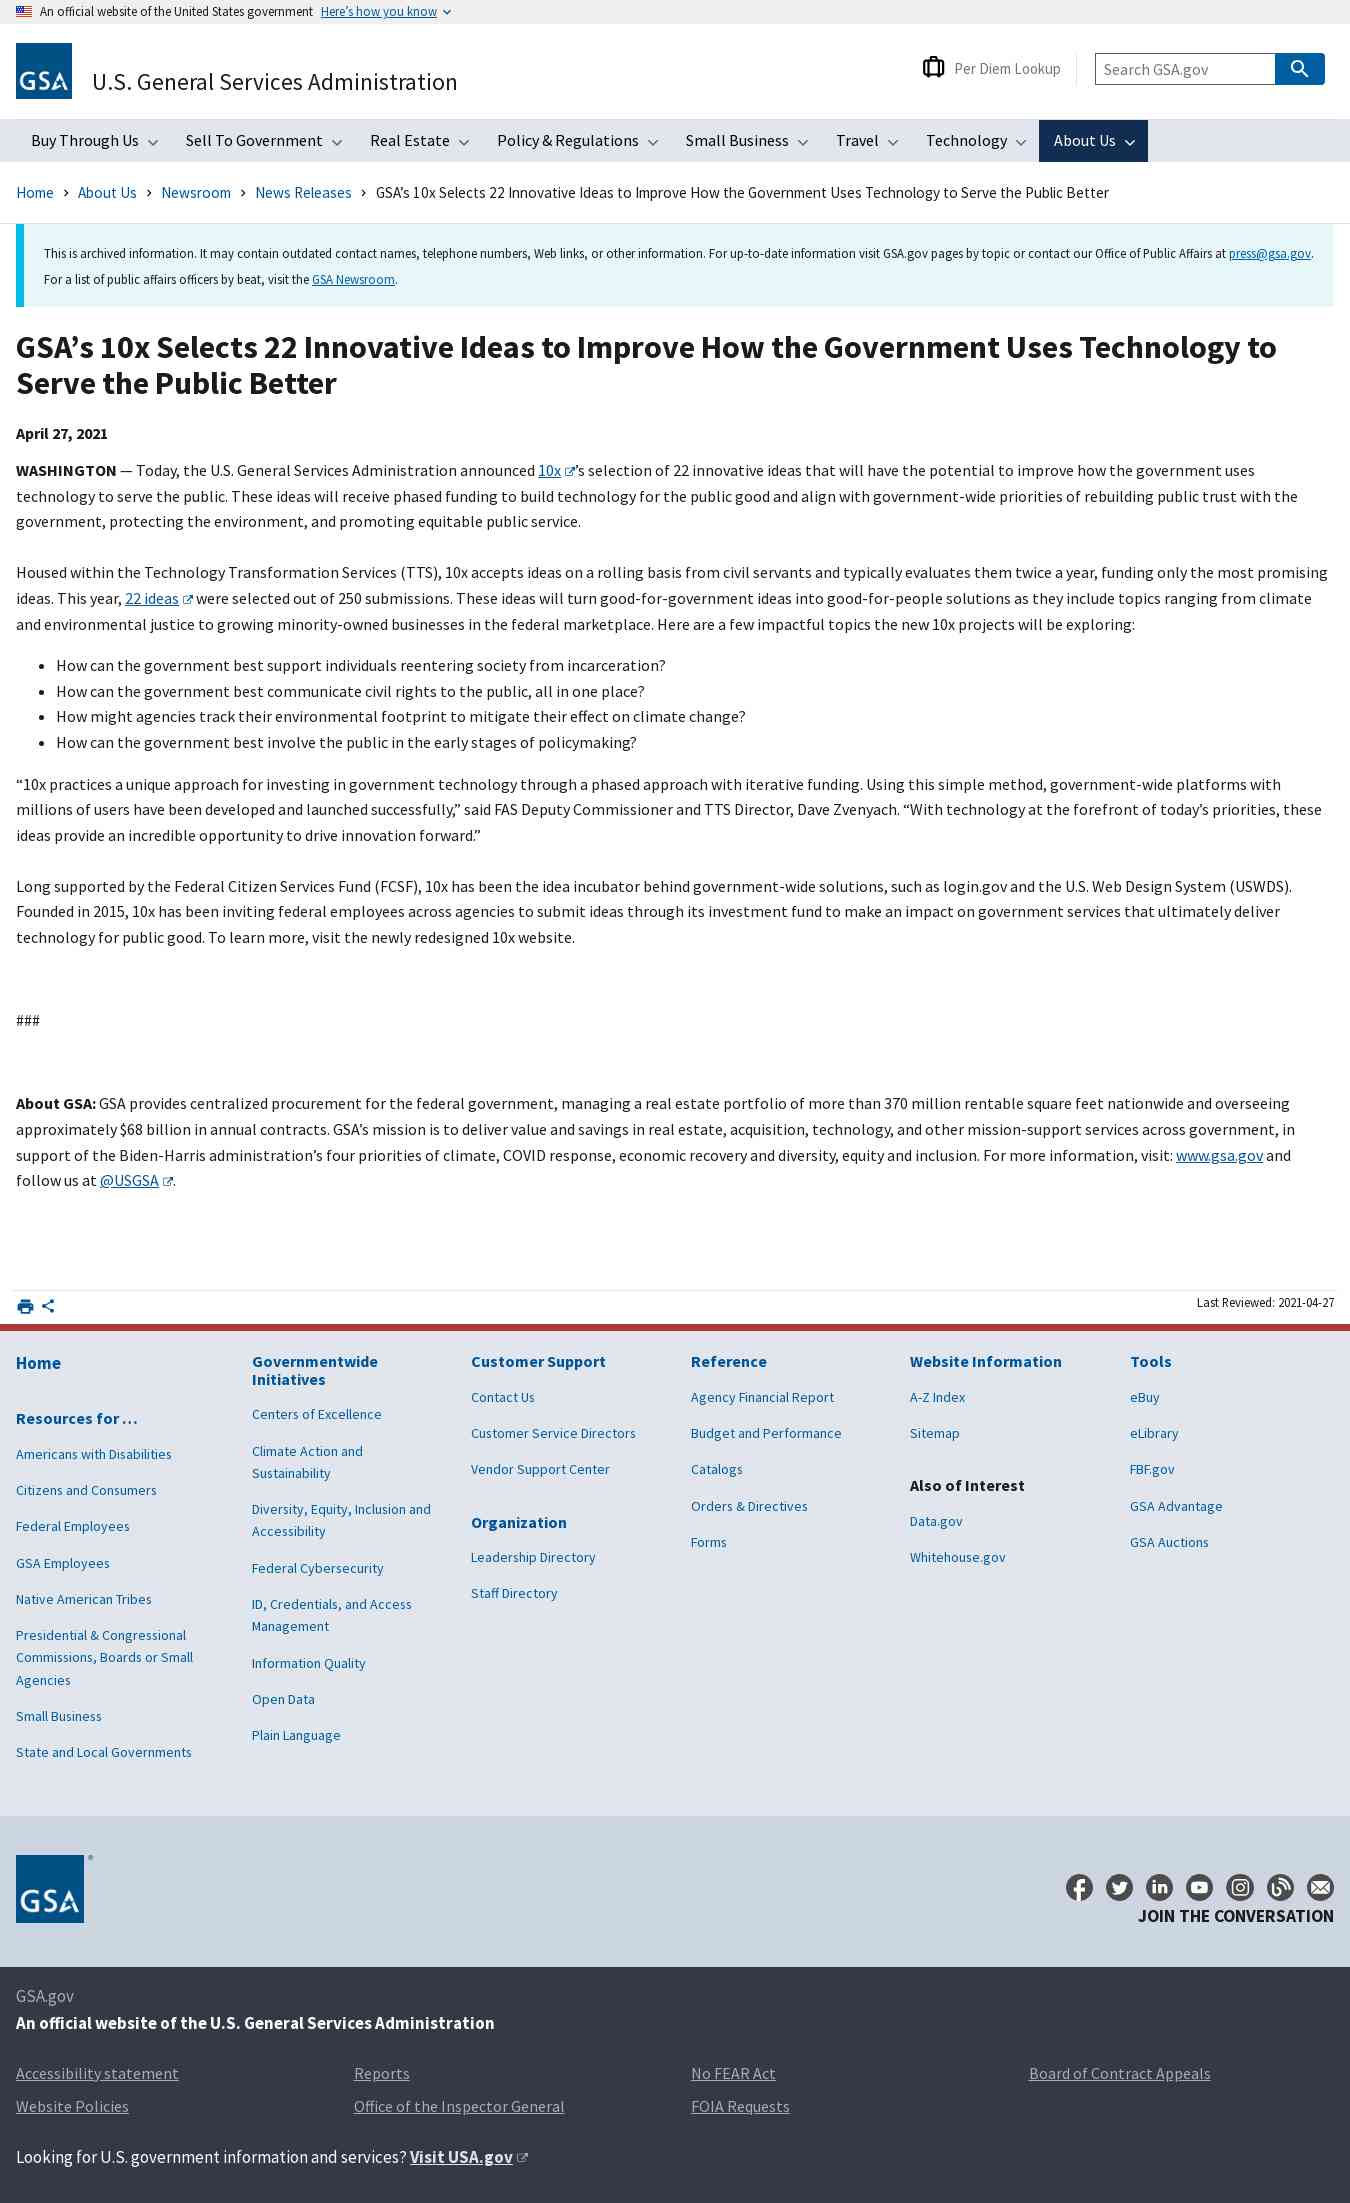 An official website of the United States government Here's how you know
GSA
U.S. General Services Administration
Per Diem Lookup
Search GSA.gov
Buy Through Us Sell To Government Real Estate Policy & Regulations Small Business Travel Technology About Us
Home > About Us > Newsroom > News Releases > GSA’s 10x Selects 22 Innovative Ideas to Improve How the Government Uses Technology to Serve the Public Better
This is archived information. It may contain outdated contact names, telephone numbers, Web links, or other information. For up-to-date information visit GSA.gov pages by topic or contact our Office of Public Affairs at press@gsa.gov.
For a list of public affairs officers by beat, visit the GSA Newsroom.
GSA’s 10x Selects 22 Innovative Ideas to Improve How the Government Uses Technology to
Serve the Public Better
April 27, 2021
WASHINGTON — Today, the U.S. General Services Administration announced 10x’s selection of 22 innovative ideas that will have the potential to improve how the government uses
technology to serve the public. These ideas will receive phased funding to build technology for the public good and align with government-wide priorities of rebuilding public trust with the
government, protecting the environment, and promoting equitable public service.
Housed within the Technology Transformation Services (TTS), 10x accepts ideas on a rolling basis from civil servants and typically evaluates them twice a year, funding only the most promising
ideas. This year, 22 ideas were selected out of 250 submissions. These ideas will turn good-for-government ideas into good-for-people solutions as they include topics ranging from climate
and environmental justice to growing minority-owned businesses in the federal marketplace. Here are a few impactful topics the new 10x projects will be exploring:
• How can the government best support individuals reentering society from incarceration?
• How can the government best communicate civil rights to the public, all in one place?
• How might agencies track their environmental footprint to mitigate their effect on climate change?
• How can the government best involve the public in the early stages of policymaking?
“10x practices a unique approach for investing in government technology through a phased approach with iterative funding. Using this simple method, government-wide platforms with
millions of users have been developed and launched successfully,” said FAS Deputy Commissioner and TTS Director, Dave Zvenyach. “With technology at the forefront of today’s priorities, these
ideas provide an incredible opportunity to drive innovation forward.”
Long supported by the Federal Citizen Services Fund (FCSF), 10x has been the idea incubator behind government-wide solutions, such as login.gov and the U.S. Web Design System (USWDS).
Founded in 2015, 10x has been inviting federal employees across agencies to submit ideas through its investment fund to make an impact on government services that ultimately deliver
technology for public good. To learn more, visit the newly redesigned 10x website.
###
About GSA: GSA provides centralized procurement for the federal government, managing a real estate portfolio of more than 370 million rentable square feet nationwide and overseeing
approximately $68 billion in annual contracts. GSA’s mission is to deliver value and savings in real estate, acquisition, technology, and other mission-support services across government, in
support of the Biden-Harris administration’s four priorities of climate, COVID response, economic recovery and diversity, equity and inclusion. For more information, visit: www.gsa.gov and
follow us at @USGSA.
Last Reviewed: 2021-04-27
Home
Resources for …
Americans with Disabilities
Citizens and Consumers
Federal Employees
GSA Employees
Native American Tribes
Presidential & Congressional
Commissions, Boards or Small
Agencies
Small Business
State and Local Governments
Governmentwide
Initiatives
Centers of Excellence
Climate Action and
Sustainability
Diversity, Equity, Inclusion and
Accessibility
Federal Cybersecurity
ID, Credentials, and Access
Management
Information Quality
Open Data
Plain Language
Customer Support
Contact Us
Customer Service Directors
Vendor Support Center
Organization
Leadership Directory
Staff Directory
Reference
Agency Financial Report
Budget and Performance
Catalogs
Orders & Directives
Forms
Website Information
A-Z Index
Sitemap
Also of Interest
Data.gov
Whitehouse.gov
Tools
eBuy
eLibrary
FBF.gov
GSA Advantage
GSA Auctions
GSA®
JOIN THE CONVERSATION
GSA.gov
An official website of the U.S. General Services Administration
Accessibility statement Reports No FEAR Act Board of Contract Appeals
Website Policies Office of the Inspector General FOIA Requests
Looking for U.S. government information and services? Visit USA.gov